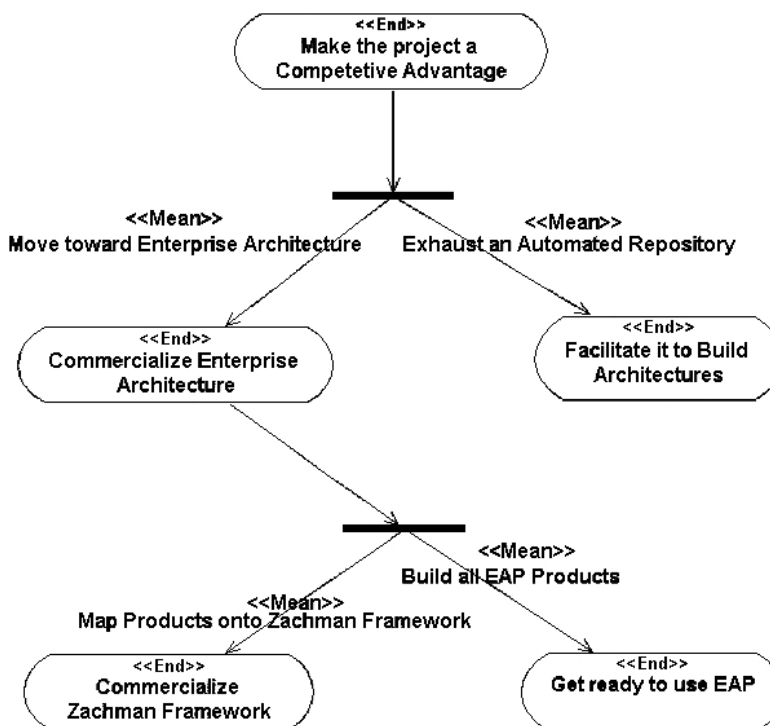 <<End>>
Make the project a
Competetive Advantage
<<Mean>>
Move toward Enterprise Architecture
<<Mean>>
Exhaust an Automated Repository
<<End>>
Commercialize Enterprise
Architecture
<<End>>
Facilitate it to Build
Architectures
<<Mean>>
Build all EAP Products
<<Mean>>
Map Products onto Zachman Framework
<<End>>
Commercialize
Zachman Framework
<<End>>
Get ready to use EAP